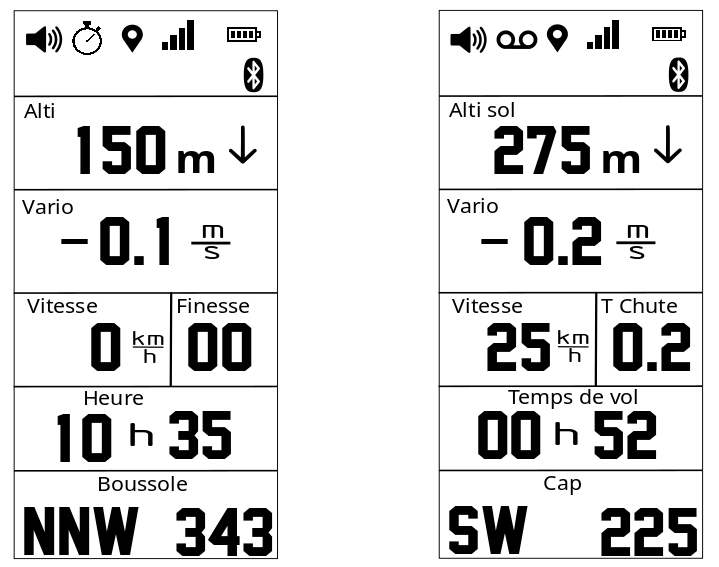 Alti
150 m
Vario
-0.1 m/s
Vitesse
0 km/h
Finesse
00
Heure
10 h 35
Boussole
NNW 343
Alti sol
275 m
Vario
-0.2 m/s
Vitesse
25 km/h
T Chute
0.2
Temps de vol
00 h 52
Cap
SW 225